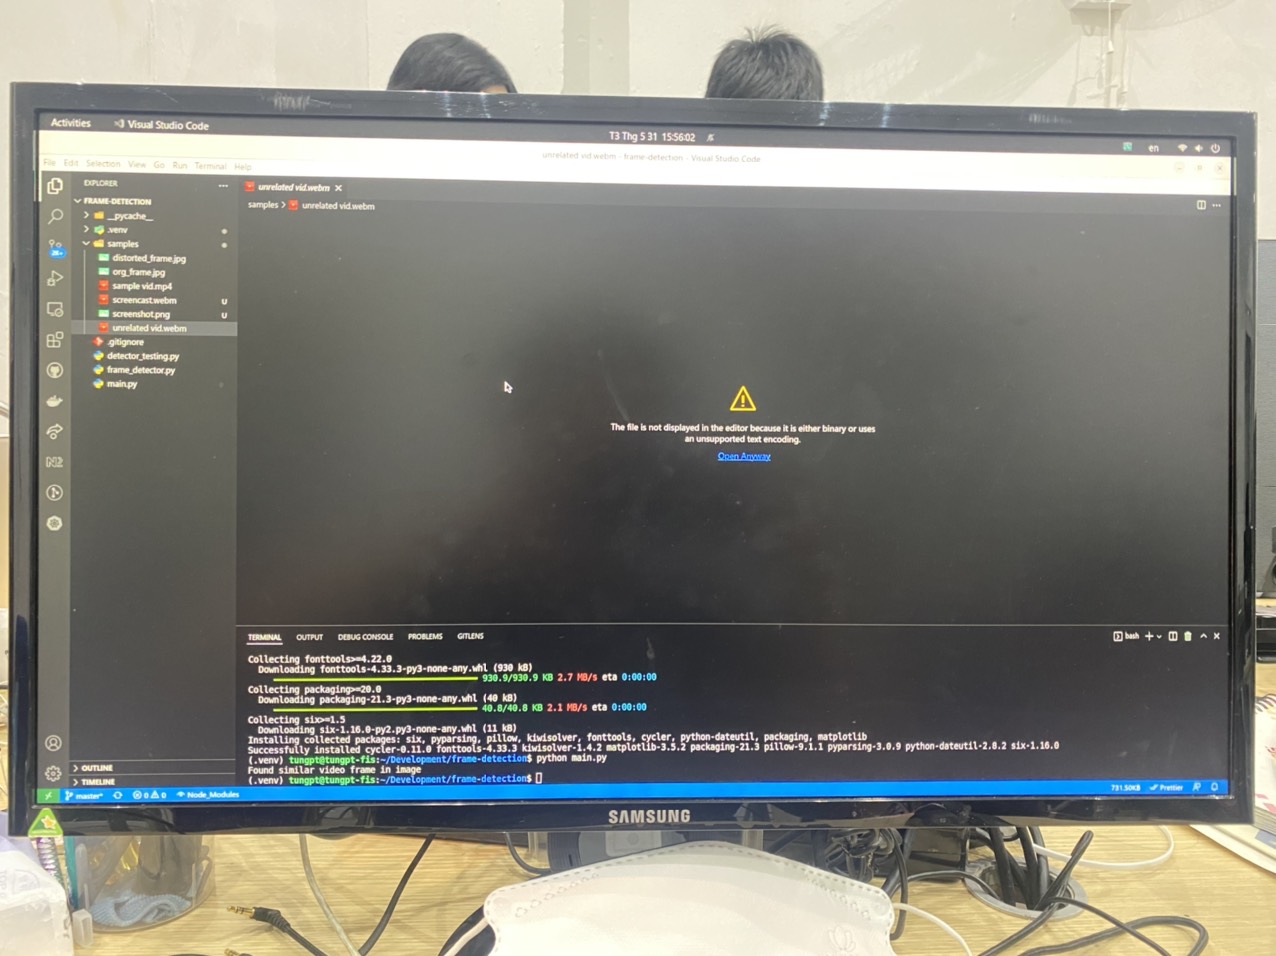 Activities Visual Studio Code T3 Thg 5 31 15:56:02 en
unrelated vid.webm - frame-detection - Visual Studio Code
File Edit Selection View Go Run Terminal Help
EXPLORER ···
FRAME-DETECTION
__pycache__
.venv
samples
distorted_frame.jpg
org_frame.jpg
sample vid.mp4
screencast.webm U
screenshot.png U
unrelated vid.webm
.gitignore
detector_testing.py
frame_detector.py
main.py
OUTLINE
TIMELINE
unrelated vid.webm
samples > unrelated vid.webm
The file is not displayed in the editor because it is either binary or uses
an unsupported text encoding.
Open Anyway
TERMINAL OUTPUT DEBUG CONSOLE PROBLEMS GITLENS bash
Collecting fonttools>=4.22.0
Downloading fonttools-4.33.3-py3-none-any.whl (930 kB)
930.9/930.9 KB 2.7 MB/s eta 0:00:00
Collecting packaging>=20.0
Downloading packaging-21.3-py3-none-any.whl (40 kB)
40.8/40.8 KB 2.1 MB/s eta 0:00:00
Collecting six>=1.5
Downloading six-1.16.0-py2.py3-none-any.whl (11 kB)
Installing collected packages: six, pyparsing, pillow, kiwisolver, fonttools, cycler, python-dateutil, packaging, matplotlib
Successfully installed cycler-0.11.0 fonttools-4.33.3 kiwisolver-1.4.2 matplotlib-3.5.2 packaging-21.3 pillow-9.1.1 pyparsing-3.0.9 python-dateutil-2.8.2 six-1.16.0
(.venv) tungpt@tungpt-fis:~/Development/frame-detection$ python main.py
Found similar video frame in image
(.venv) tungpt@tungpt-fis:~/Development/frame-detection$
master* 0 0 Node_Modules 731.50KB Prettier
SAMSUNG